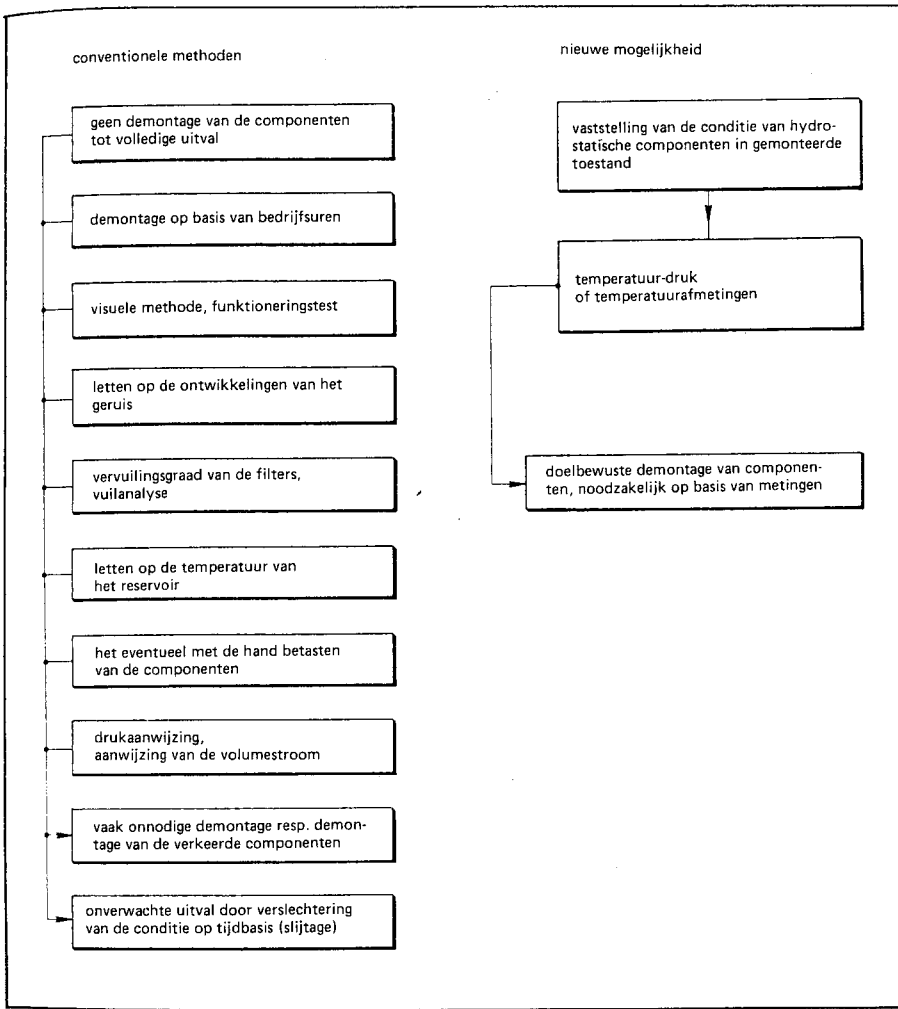 conventionele methoden
geen demontage van de componenten
tot volledige uitval
demontage op basis van bedrijfsuren
visuele methode, funktioneringstest
letten op de ontwikkelingen van het
geruis
vervuilingsgraad van de filters,
vuilanalyse
letten op de temperatuur van
het reservoir
het eventueel met de hand betasten
van de componenten
drukaanwijzing,
aanwijzing van de volumestroom
vaak onnodige demontage resp. demon-
tage van de verkeerde componenten
onverwachte uitval door verslechtering
van de conditie op tijdbasis (slijtage)
nieuwe mogelijkheid
vaststelling van de conditie van hydro-
statische componenten in gemonteerde
toestand
temperatuur-druk
of temperatuurafmetingen
doelbewuste demontage van componen-
ten, noodzakelijk op basis van metingen